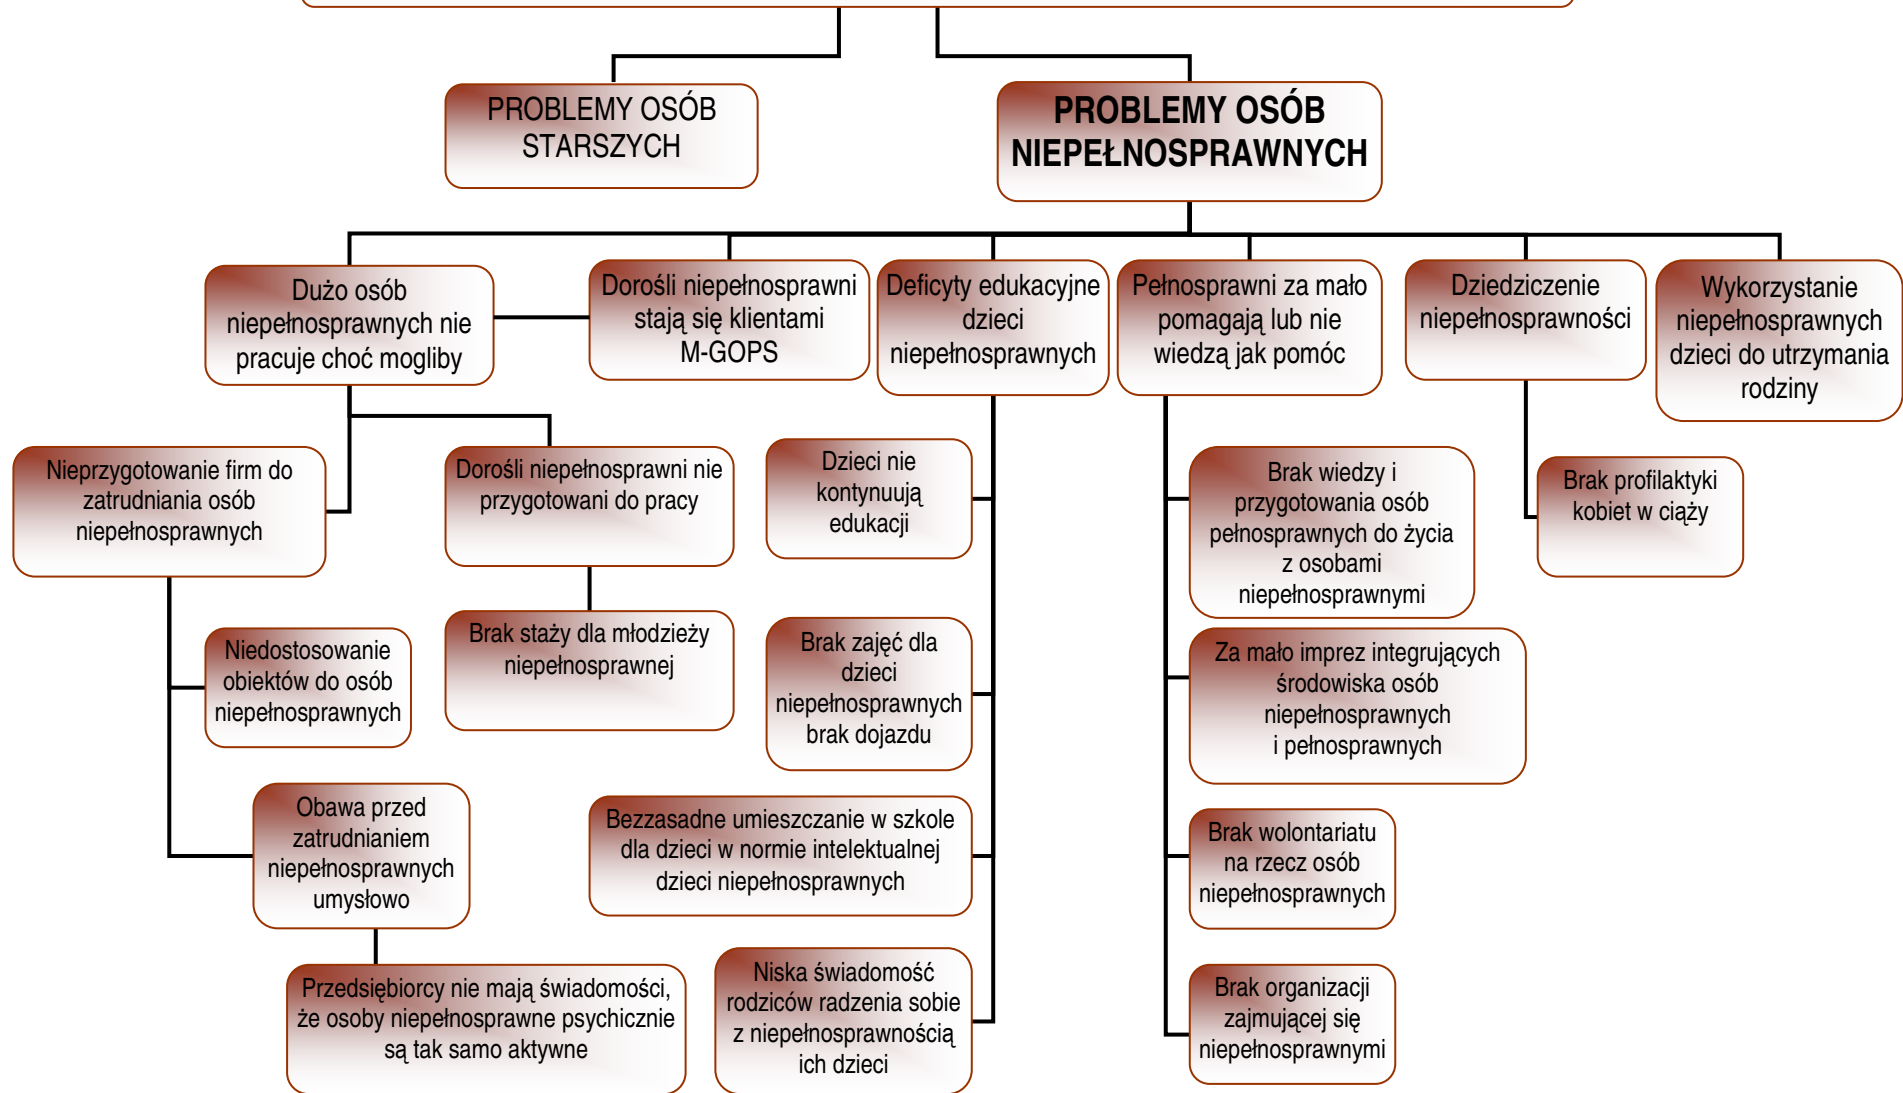 PROBLEMY OSÓB
STARSZYCH
PROBLEMY OSÓB
NIEPEŁNOSPRAWNYCH
Dużo osób
niepełnosprawnych nie
pracuje choć mogliby
Dorośli niepełnosprawni
stają się klientami
M-GOPS
Deficyty edukacyjne
dzieci
niepełnosprawnych
Pełnosprawni za mało
pomagają lub nie
wiedzą jak pomóc
Dziedziczenie
niepełnosprawności
Wykorzystanie
niepełnosprawnych
dzieci do utrzymania
rodziny
Nieprzygotowanie firm do
zatrudniania osób
niepełnosprawnych
Dorośli niepełnosprawni nie
przygotowani do pracy
Dzieci nie
kontynuują
edukacji
Brak wiedzy i
przygotowania osób
pełnosprawnych do życia
z osobami
niepełnosprawnymi
Brak profilaktyki
kobiet w ciąży
Niedostosowanie
obiektów do osób
niepełnosprawnych
Brak staży dla młodzieży
niepełnosprawnej
Brak zajęć dla
dzieci
niepełnosprawnych
brak dojazdu
Za mało imprez integrujących
środowiska osób
niepełnosprawnych
i pełnosprawnych
Obawa przed
zatrudnianiem
niepełnosprawnych
umysłowo
Bezzasadne umieszczanie w szkole
dla dzieci w normie intelektualnej
dzieci niepełnosprawnych
Brak wolontariatu
na rzecz osób
niepełnosprawnych
Przedsiębiorcy nie mają świadomości,
że osoby niepełnosprawne psychicznie
są tak samo aktywne
Niska świadomość
rodziców radzenia sobie
z niepełnosprawnością
ich dzieci
Brak organizacji
zajmującej się
niepełnosprawnymi